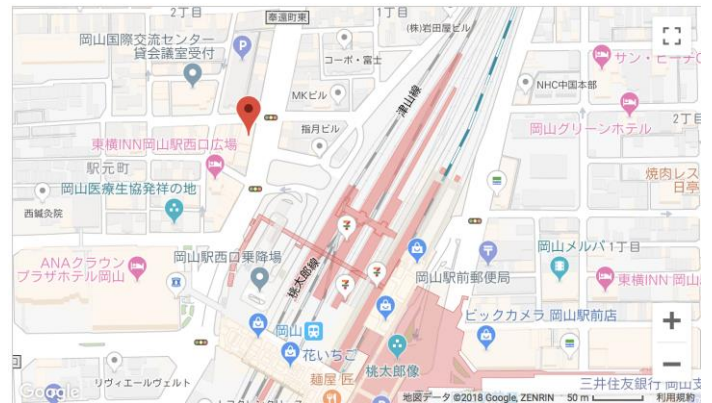 2丁目
奉還町東
1丁目
(株)岩田屋ビル
岡山国際交流センター
貸会議室受付
コーポ・富士
サン・ピーチO
MKビル
NHC中国本部
津山線
指月ビル
東横INN岡山駅西口広場
岡山グリーンホテル
2丁目
駅元町
焼肉レス
日亭
岡山医療生協発祥の地
西鍼灸院
ANAクラウン
プラザホテル岡山
岡山駅西口乗降場
桃太郎線
岡山駅前郵便局
岡山メルパ
1丁目
東横INN 岡山
ビックカメラ 岡山駅前店
岡山
花いちご
桃太郎像
リヴィエールヴェルト
麺屋 匠
三井住友銀行 岡山支
Google
地図データ ©2018 Google, ZENRIN
50 m
利用規約